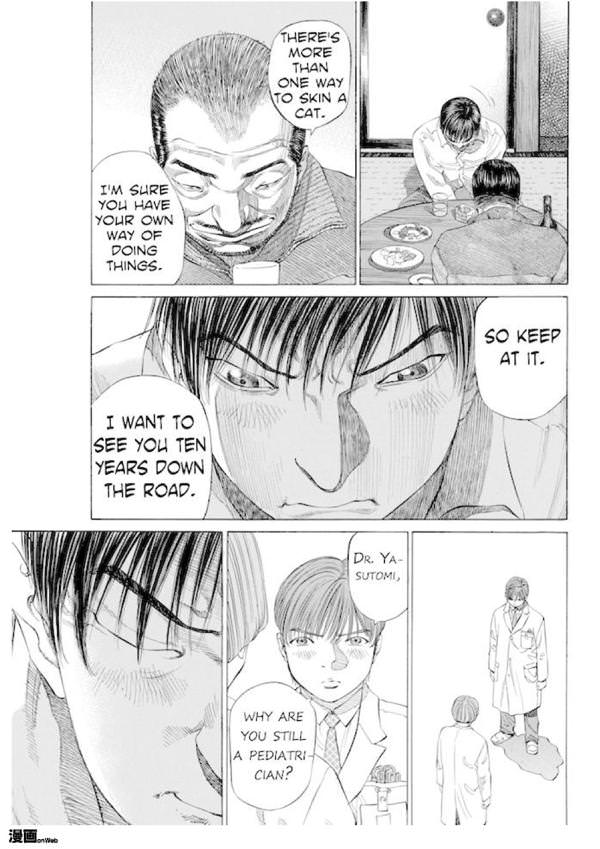 THERE'S
MORE
THAN
ONE WAY
TO SKIN A
CAT.
I'M SURE
YOU HAVE
YOUR OWN
WAY OF
DOING
THINGS.
SO KEEP
AT IT.
I WANT TO
SEE YOU TEN
YEARS DOWN
THE ROAD.
DR. YA-
SUTOMI,
WHY ARE
YOU STILL
A PEDIATRI-
CIAN?
漫画onWeb